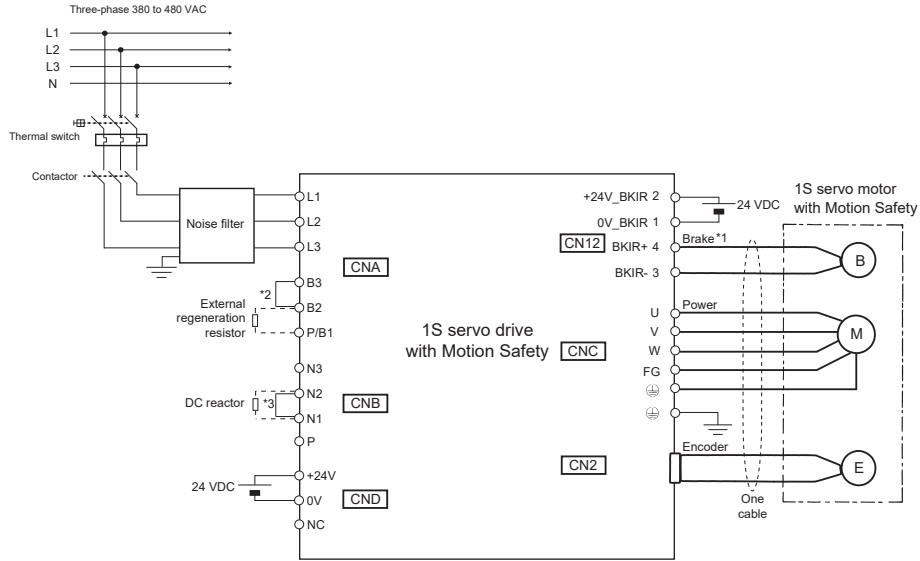 Three-phase 380 to 480 VAC
L1
L2
L3
N
Thermal switch
Contactor
Noise filter
L1
L2
L3
CNA
B3
*2
B2
External
regeneration
resistor
P/B1
N3
N2
DC reactor
*3
N1
CNB
P
+24V
24 VDC
0V
CND
NC
1S servo drive
with Motion Safety
+24V_BKIR 2
24 VDC
0V_BKIR 1
CN12
BKIR+ 4
Brake*1
BKIR- 3
B
1S servo motor
with Motion Safety
U
Power
V
W
CNC
FG
M
Encoder
CN2
E
One
cable